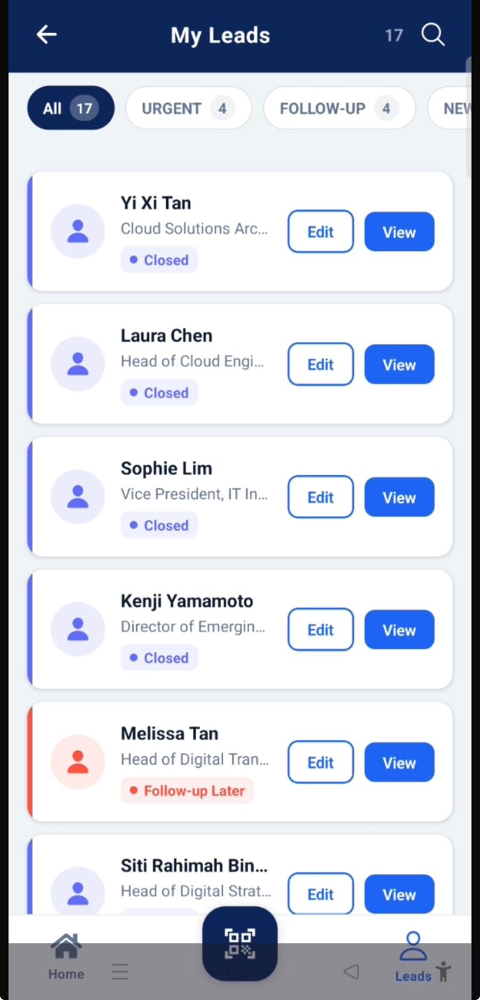 My Leads
17
All 17
URGENT 4
FOLLOW-UP 4
NEW
Yi Xi Tan
Cloud Solutions Arc...
Closed
Edit
View
Laura Chen
Head of Cloud Engi...
Closed
Edit
View
Sophie Lim
Vice President, IT In...
Closed
Edit
View
Kenji Yamamoto
Director of Emergin...
Closed
Edit
View
Melissa Tan
Head of Digital Tran...
Follow-up Later
Edit
View
Siti Rahimah Bin...
Head of Digital Strat...
Edit
View
Home
Leads